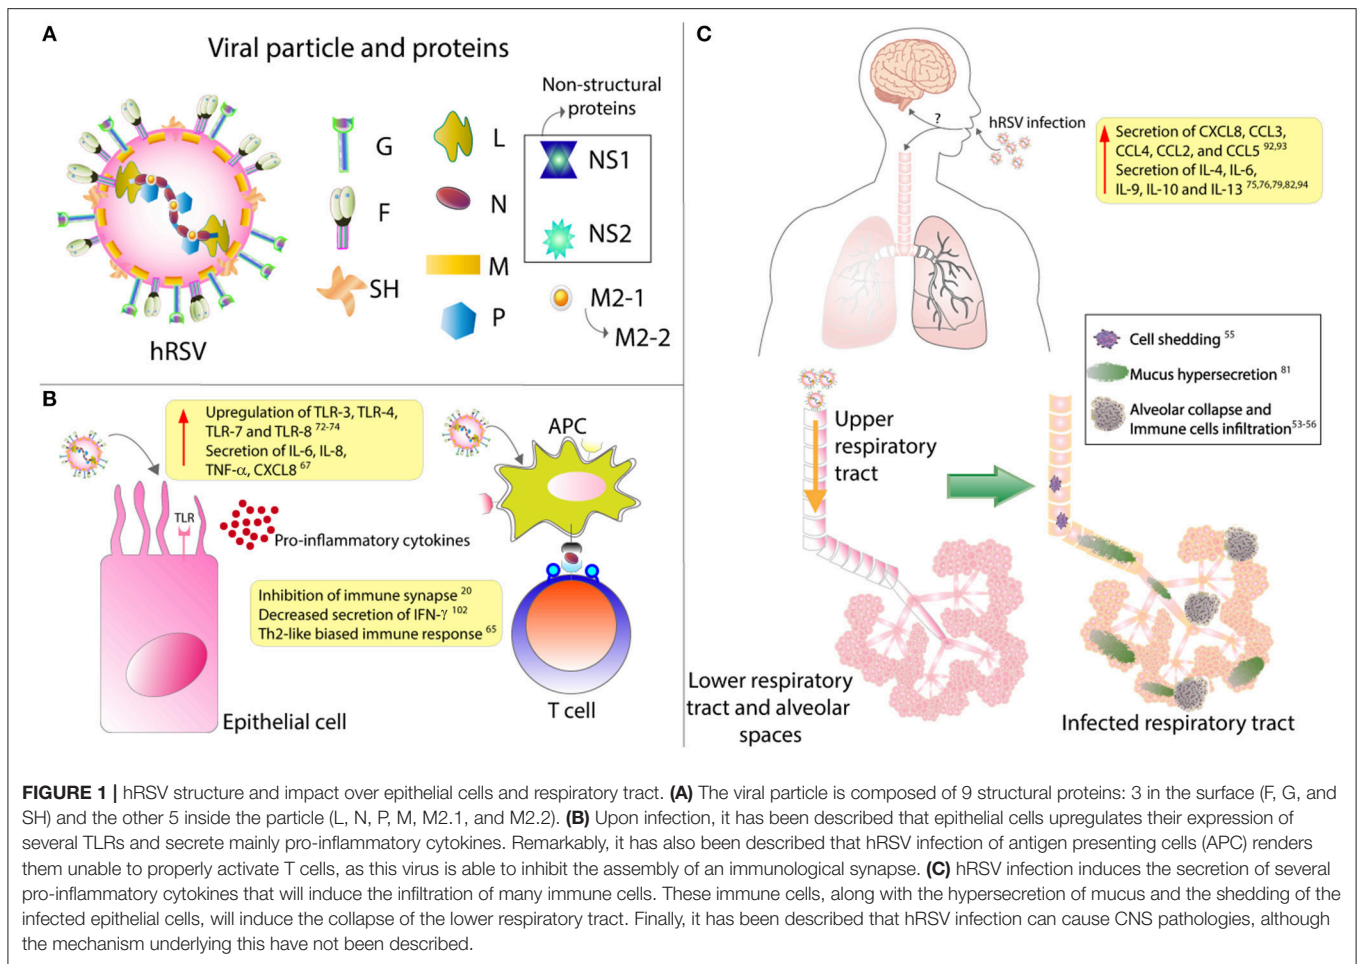 A
Viral particle and proteins
hRSV
G
F
SH
L
N
M
P
Non-structural
proteins
NS1
NS2
M2-1
M2-2
B
Upregulation of TLR-3, TLR-4,
TLR-7 and TLR-8 72-74
Secretion of IL-6, IL-8,
TNF-α, CXCL8 67
TLR
Pro-inflammatory cytokines
Inhibition of immune synapse 20
Decreased secretion of IFN-γ 102
Th2-like biased immune response 65
Epithelial cell
APC
T cell
C
?
hRSV infection
Secretion of CXCL8, CCL3,
CCL4, CCL2, and CCL5 92,93
Secretion of IL-4, IL-6,
IL-9, IL-10 and IL-13 75,76,79,82,94
Cell shedding 55
Mucus hypersecretion 81
Alveolar collapse and
Immune cells infiltration 53-56
Upper
respiratory
tract
Lower respiratory
tract and alveolar
spaces
Infected respiratory tract
FIGURE 1 | hRSV structure and impact over epithelial cells and respiratory tract. (A) The viral particle is composed of 9 structural proteins: 3 in the surface (F, G, and
SH) and the other 5 inside the particle (L, N, P, M, M2.1, and M2.2). (B) Upon infection, it has been described that epithelial cells upregulates their expression of
several TLRs and secrete mainly pro-inflammatory cytokines. Remarkably, it has also been described that hRSV infection of antigen presenting cells (APC) renders
them unable to properly activate T cells, as this virus is able to inhibit the assembly of an immunological synapse. (C) hRSV infection induces the secretion of several
pro-inflammatory cytokines that will induce the infiltration of many immune cells. These immune cells, along with the hypersecretion of mucus and the shedding of the
infected epithelial cells, will induce the collapse of the lower respiratory tract. Finally, it has been described that hRSV infection can cause CNS pathologies, although
the mechanism underlying this have not been described.